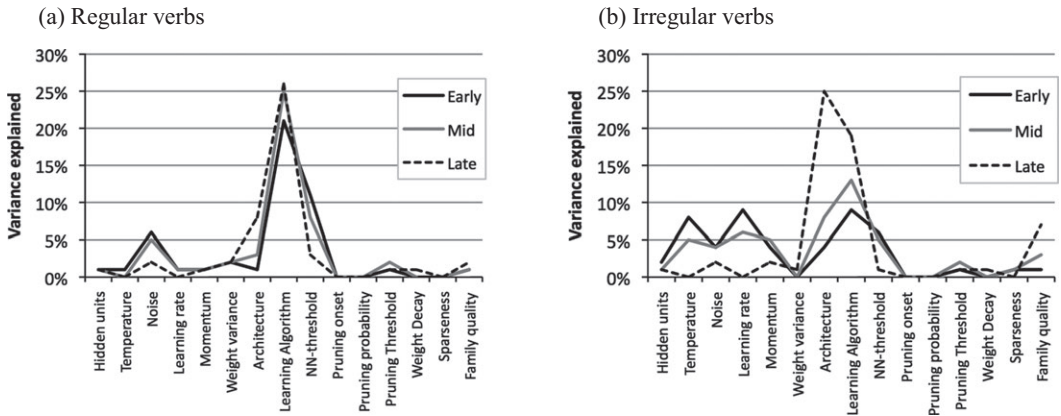 (a) Regular verbs
30%
25%
20%
15%
10%
5%
0%
Variance explained
Early
Mid
Late
Hidden units
Temperature
Noise
Learning rate
Momentum
Weight variance
Architecture
Learning Algorithm
NN-threshold
Pruning onset
Pruning probability
Pruning Threshold
Weight Decay
Sparseness
Family quality
(b) Irregular verbs
30%
25%
20%
15%
10%
5%
0%
Variance explained
Early
Mid
Late
Hidden units
Temperature
Noise
Learning rate
Momentum
Weight variance
Architecture
Learning Algorithm
NN-threshold
Pruning onset
Pruning probability
Pruning Threshold
Weight Decay
Sparseness
Family quality